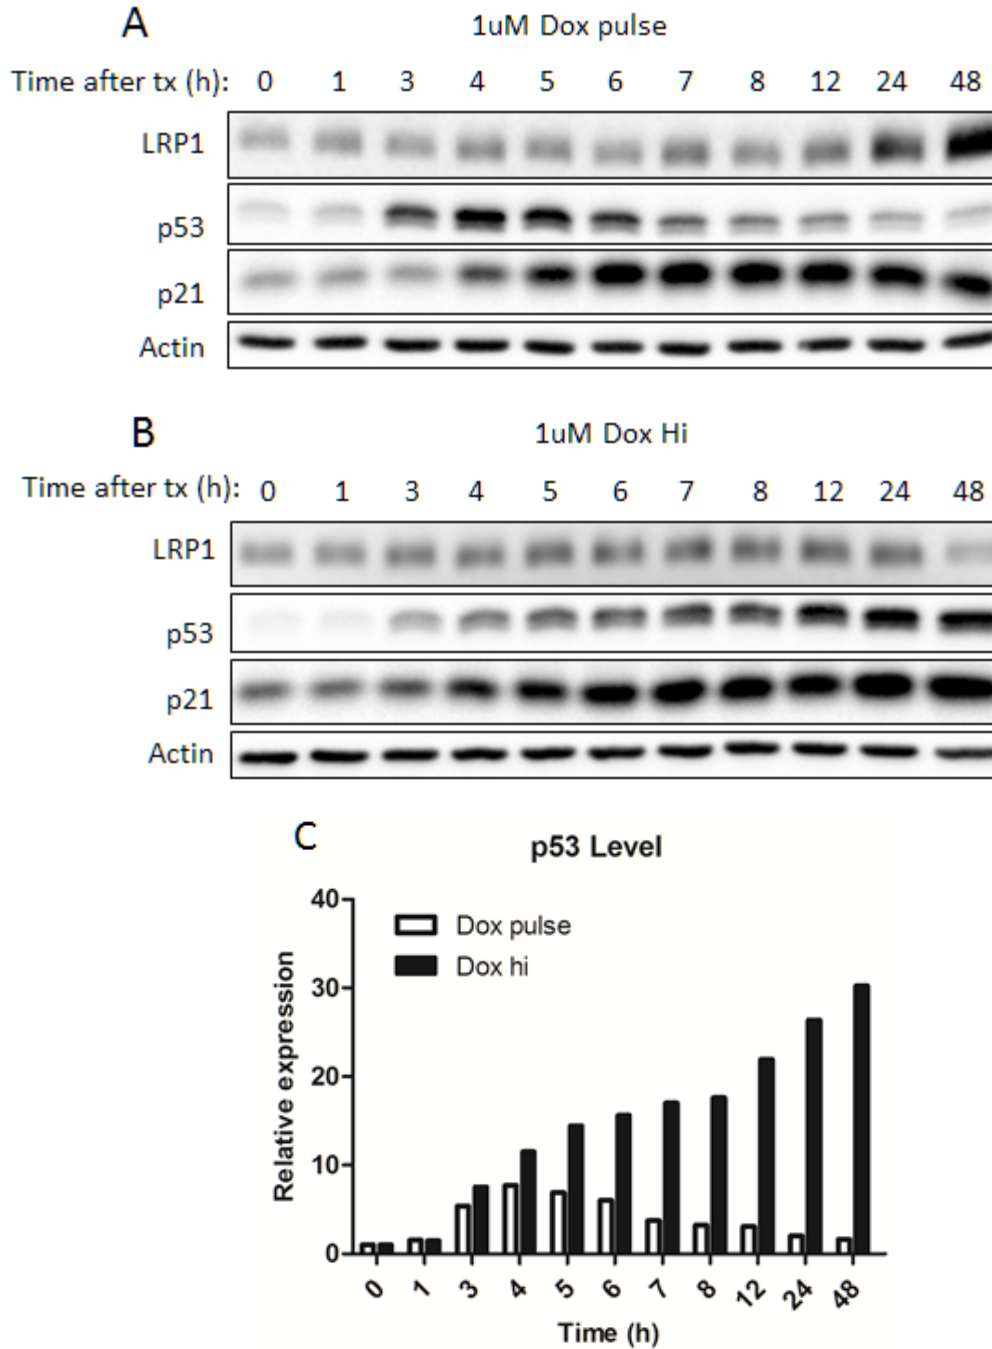 A
1uM Dox pulse
Time after tx (h): 0 1 3 4 5 6 7 8 12 24 48
LRP1
p53
p21
Actin
B
1uM Dox Hi
Time after tx (h): 0 1 3 4 5 6 7 8 12 24 48
LRP1
p53
p21
Actin
C
p53 Level
40
30
20
10
0
Relative expression
Dox pulse
Dox hi
0 1 3 4 5 6 7 8 12 24 48
Time (h)